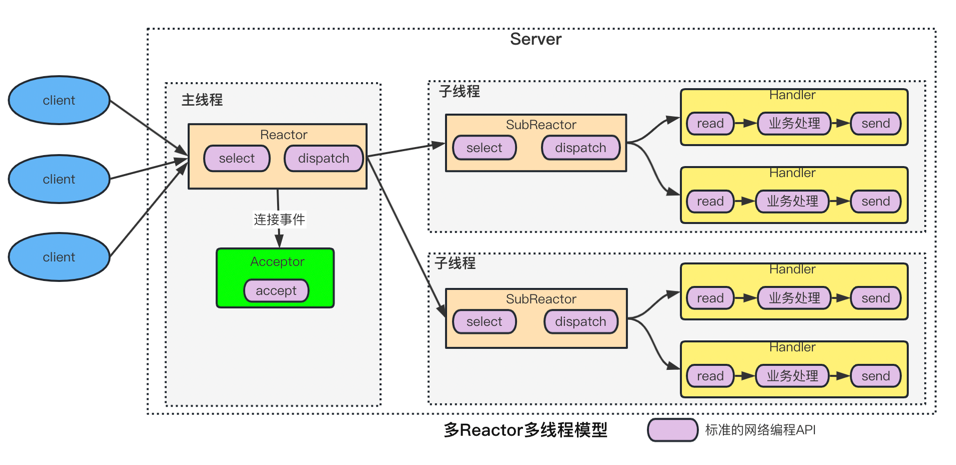 Server
client
client
client
主线程
Reactor
select
dispatch
连接事件
Acceptor
accept
子线程
SubReactor
select
dispatch
Handler
read
业务处理
send
Handler
read
业务处理
send
子线程
SubReactor
select
dispatch
Handler
read
业务处理
send
Handler
read
业务处理
send
多Reactor多线程模型
标准的网络编程API